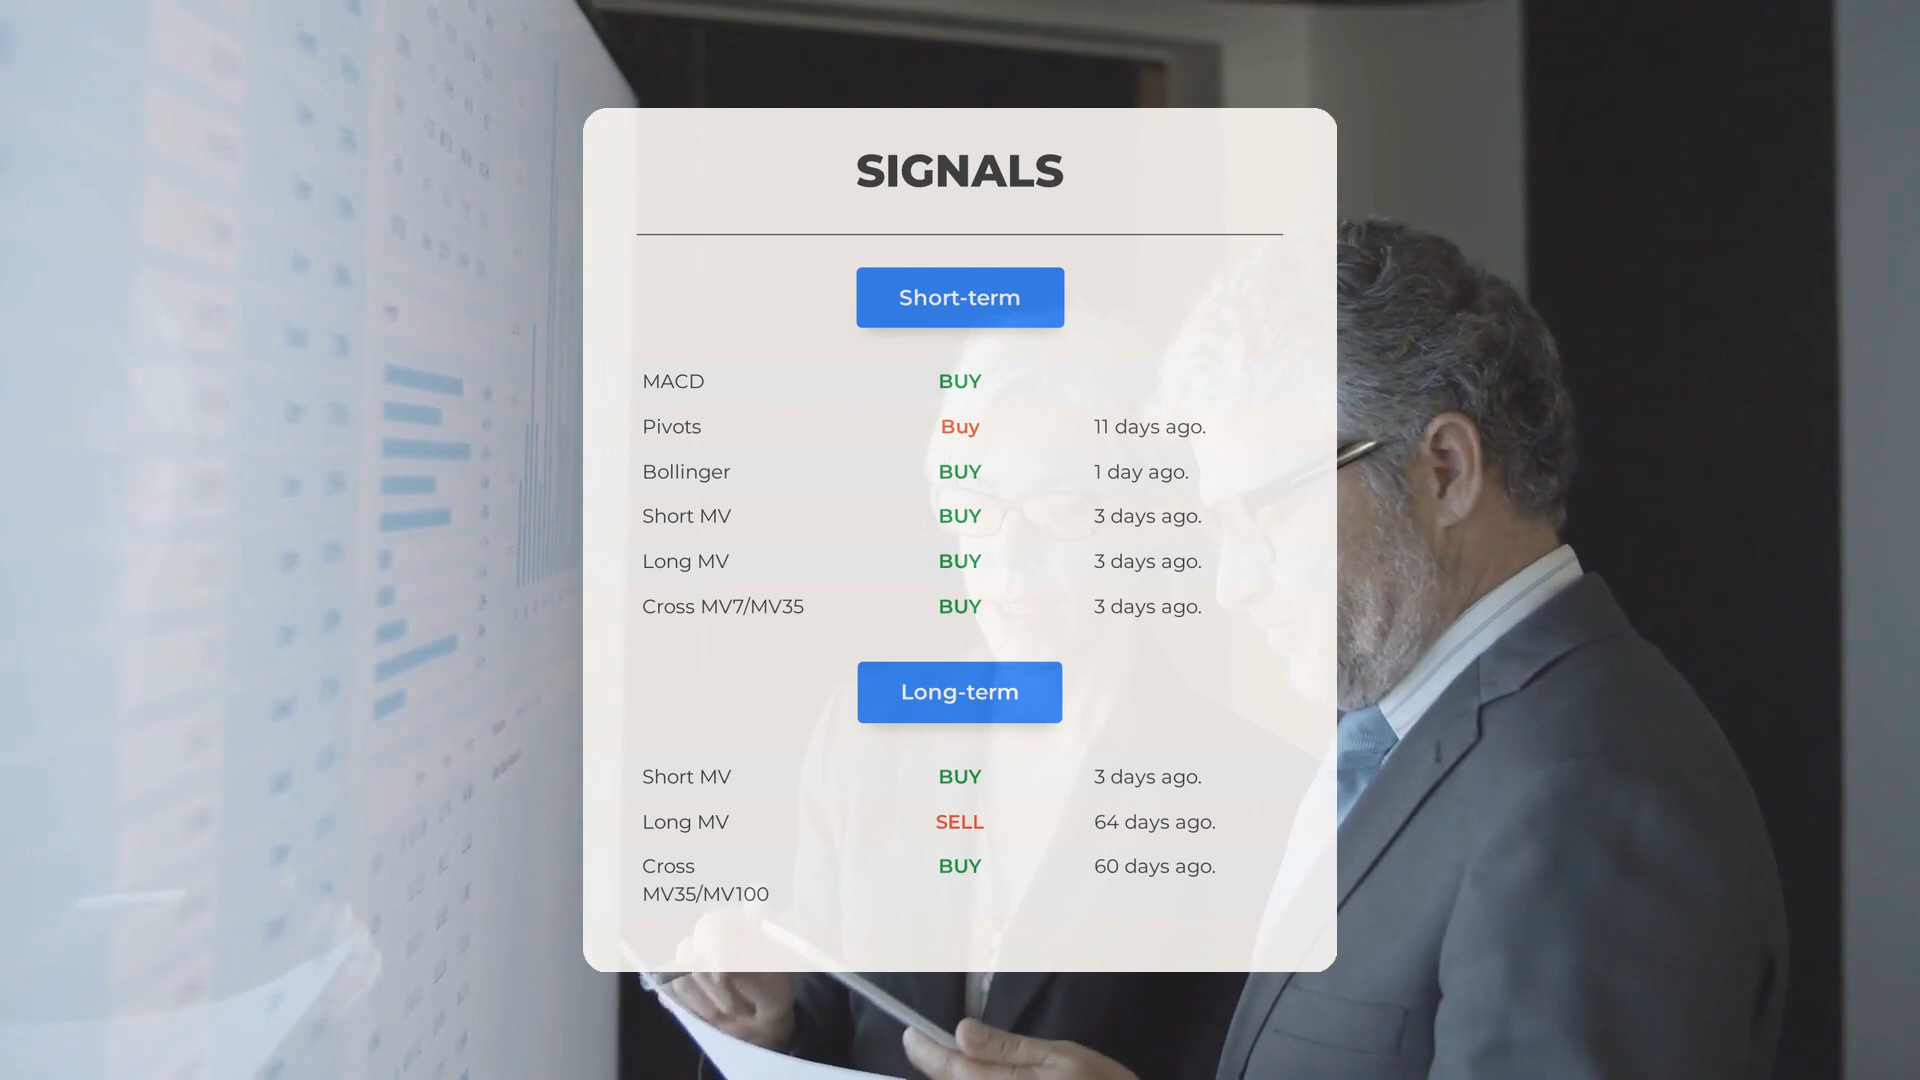 SIGNALS
Short-term
MACD BUY
Pivots Buy 11 days ago.
Bollinger BUY 1 day ago.
Short MV BUY 3 days ago.
Long MV BUY 3 days ago.
Cross MV7/MV35 BUY 3 days ago.
Long-term
Short MV BUY 3 days ago.
Long MV SELL 64 days ago.
Cross BUY 60 days ago.
MV35/MV100